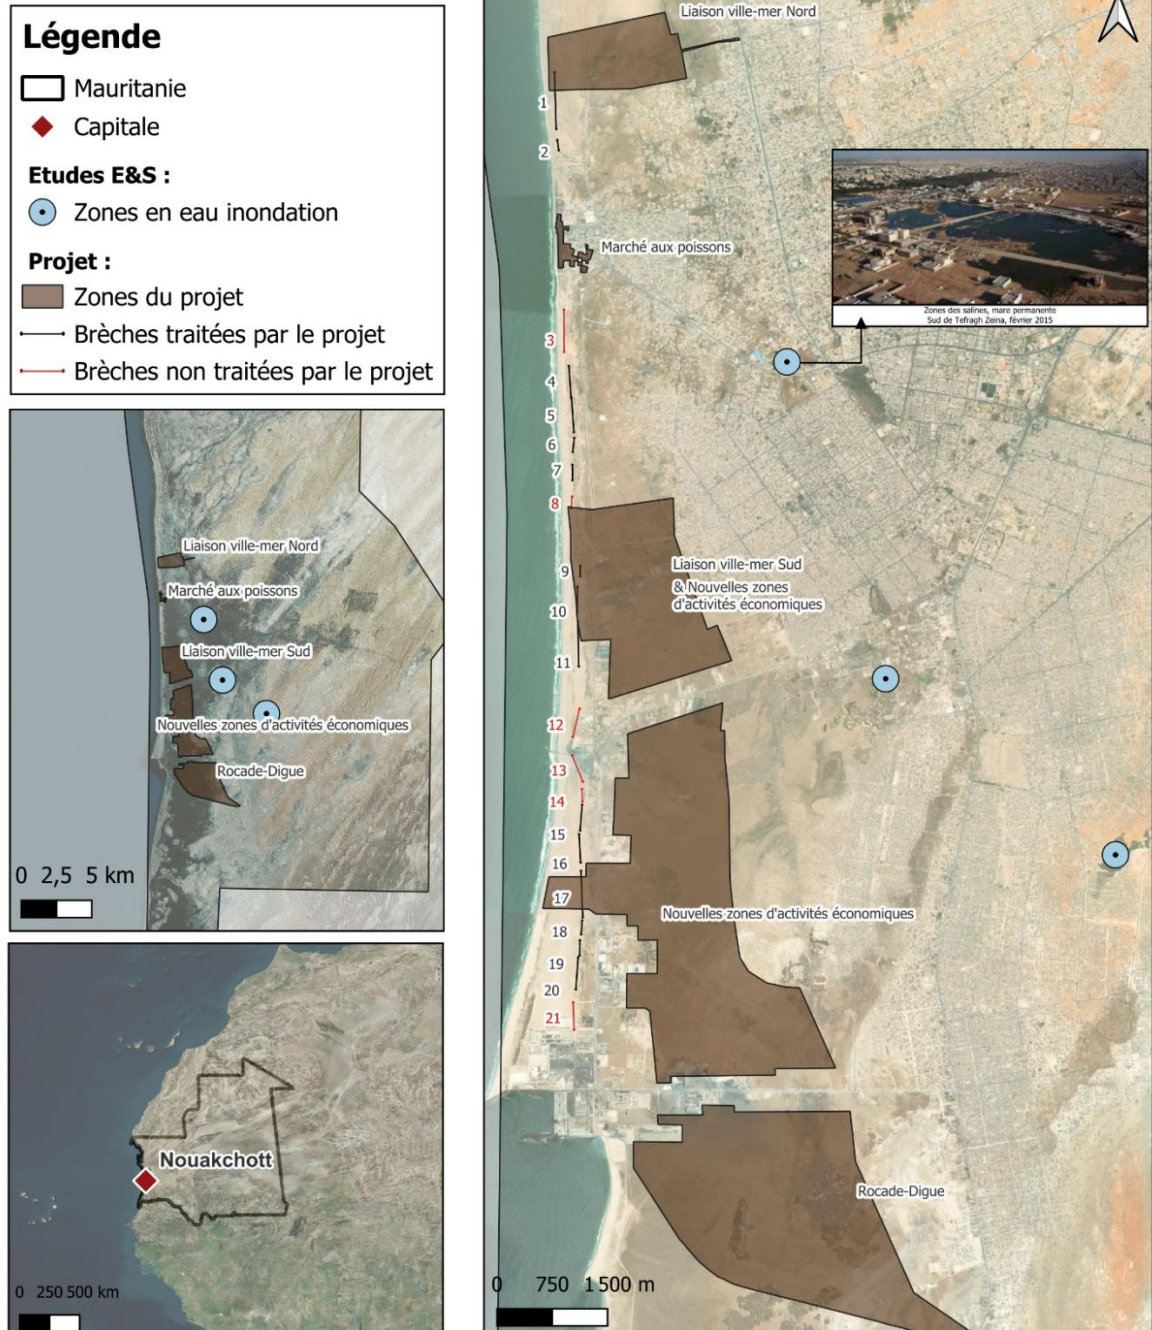 Légende
Mauritanie
Capitale
Etudes E&S :
Zones en eau inondation
Projet :
Zones du projet
Brèches traitées par le projet
Brèches non traitées par le projet
Liaison ville-mer Nord
Marché aux poissons
Liaison ville-mer Sud
Nouvelles zones d'activités économiques
Rocade-Digue
0 2,5 5 km
Nouakchott
0 250 500 km
Liaison ville-mer Nord
1
2
Marché aux poissons
Zones des salines, mare permanente
Sud de Tefragh Zeina, février 2015
3
4
5
6
7
8
Liaison ville-mer Sud
& Nouvelles zones
d'activités économiques
9
10
11
12
13
14
15
16
17
Nouvelles zones d'activités économiques
18
19
20
21
Rocade-Digue
0 750 1 500 m